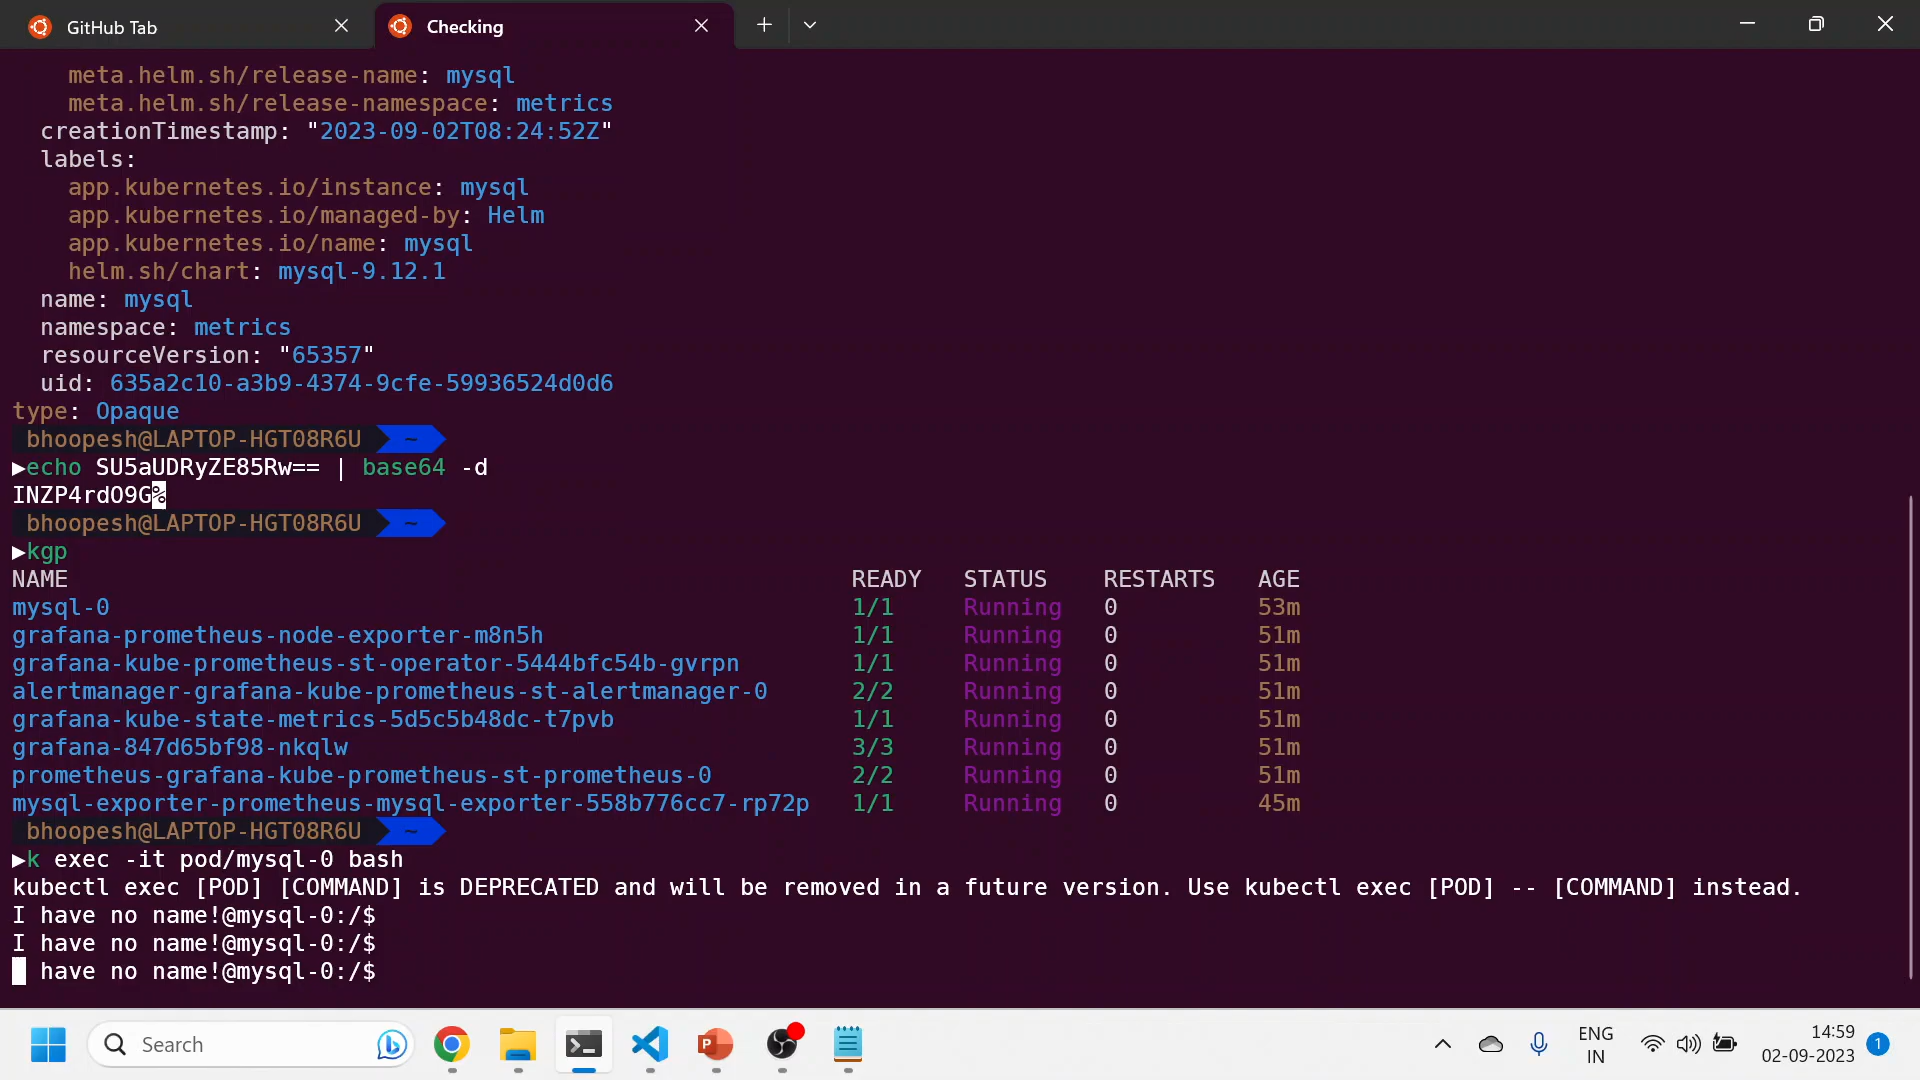 GitHub Tab
Checking
meta.helm.sh/release-name: mysql
meta.helm.sh/release-namespace: metrics
creationTimestamp: "2023-09-02T08:24:52Z"
labels:
app.kubernetes.io/instance: mysql
app.kubernetes.io/managed-by: Helm
app.kubernetes.io/name: mysql
helm.sh/chart: mysql-9.12.1
name: mysql
namespace: metrics
resourceVersion: "65357"
uid: 635a2c10-a3b9-4374-9cfe-59936524d0d6
type: Opaque
bhoopesh@LAPTOP-HGT08R6U ~
▶echo SU5aUDRyZE85Rw== | base64 -d
INZP4rdO9G%
bhoopesh@LAPTOP-HGT08R6U ~
▶kgp
NAME READY STATUS RESTARTS AGE
mysql-0 1/1 Running 0 53m
grafana-prometheus-node-exporter-m8n5h 1/1 Running 0 51m
grafana-kube-prometheus-st-operator-5444bfc54b-gvrpn 1/1 Running 0 51m
alertmanager-grafana-kube-prometheus-st-alertmanager-0 2/2 Running 0 51m
grafana-kube-state-metrics-5d5c5b48dc-t7pvb 1/1 Running 0 51m
grafana-847d65bf98-nkqlw 3/3 Running 0 51m
prometheus-grafana-kube-prometheus-st-prometheus-0 2/2 Running 0 51m
mysql-exporter-prometheus-mysql-exporter-558b776cc7-rp72p 1/1 Running 0 45m
bhoopesh@LAPTOP-HGT08R6U ~
▶k exec -it pod/mysql-0 bash
kubectl exec [POD] [COMMAND] is DEPRECATED and will be removed in a future version. Use kubectl exec [POD] -- [COMMAND] instead.
I have no name!@mysql-0:/$
I have no name!@mysql-0:/$
have no name!@mysql-0:/$
Search
ENG
IN
14:59
02-09-2023
1